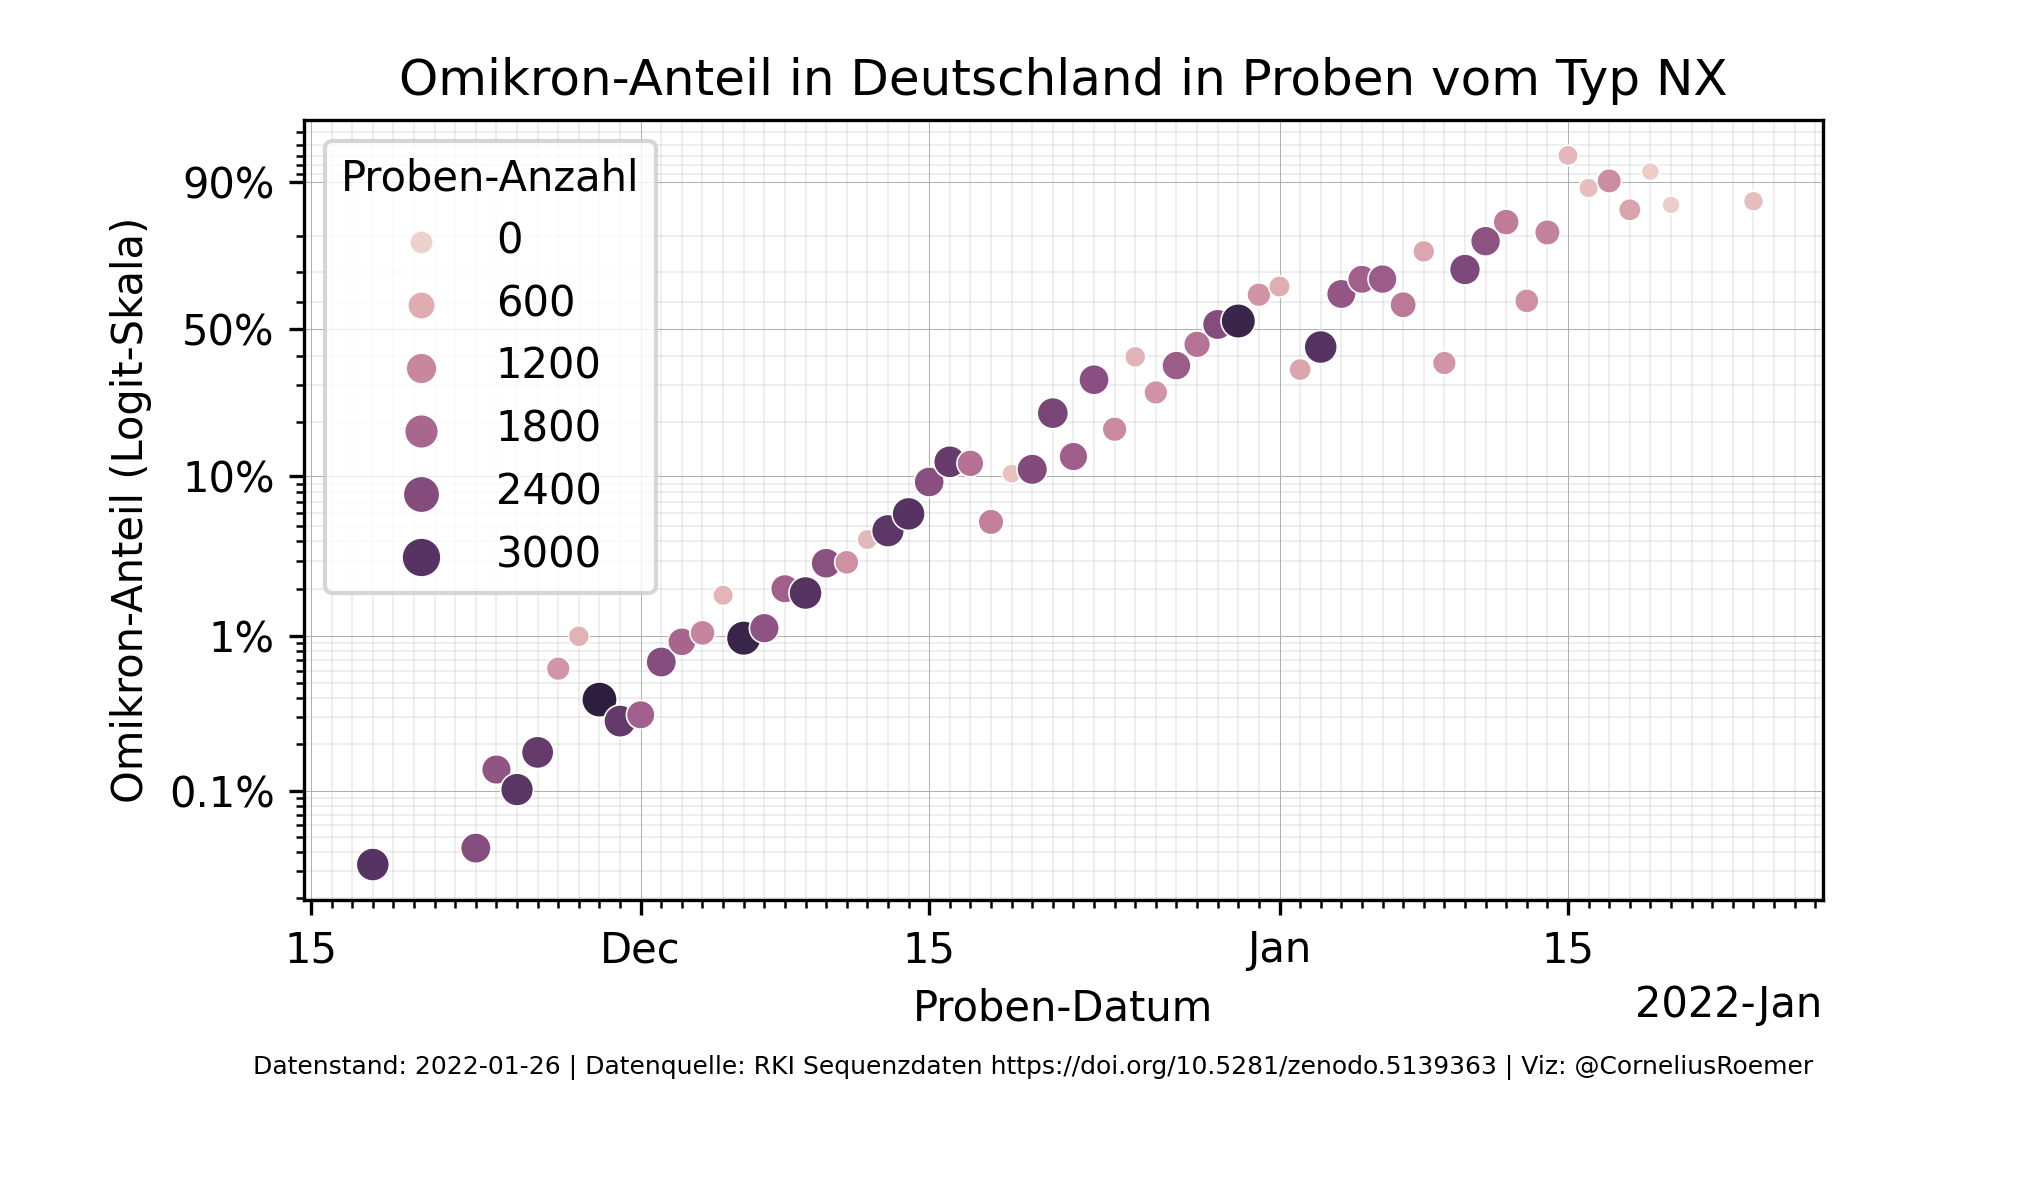 Omikron-Anteil in Deutschland in Proben vom Typ NX
Omikron-Anteil (Logit-Skala)
90%
50%
10%
1%
0.1%
Proben-Anzahl
0
600
1200
1800
2400
3000
15 Dec 15 Jan 15
Proben-Datum
2022-Jan
Datenstand: 2022-01-26 | Datenquelle: RKI Sequenzdaten https://doi.org/10.5281/zenodo.5139363 | Viz: @CorneliusRoemer